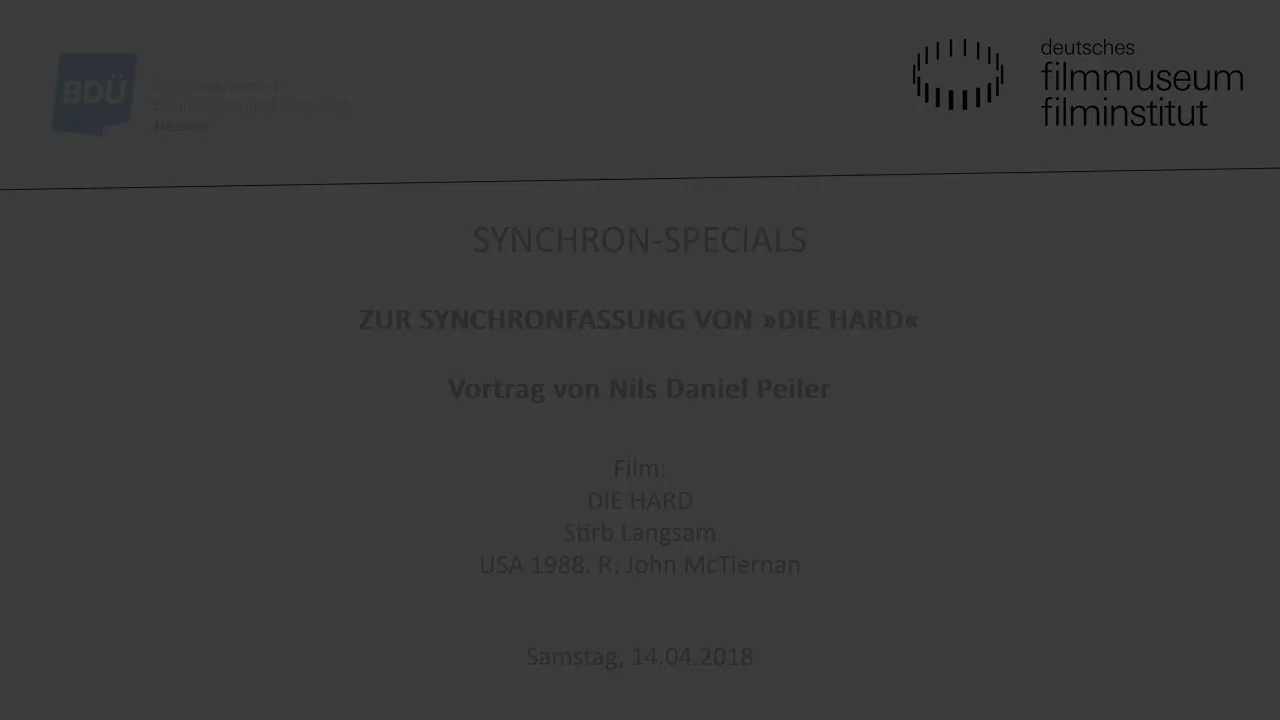 BDÜ
Hessen
deutsches
filmmuseum
filminstitut
SYNCHRON-SPECIALS
ZUR SYNCHRONFASSUNG VON »DIE HARD«
Vortrag von Nils Daniel Peiler
Film:
DIE HARD
Stirb Langsam
USA 1988. R: John McTiernan
Samstag, 14.04.2018